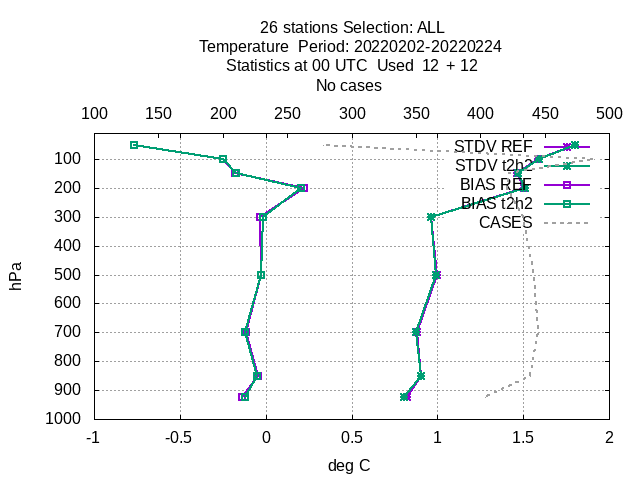 26 stations Selection: ALL
Temperature  Period: 20220202-20220224
Statistics at 00 UTC  Used  12  + 12
No cases
100 150 200 250 300 350 400 450 500
STDV REF
100
STDV t2h2
BIAS REF
200
BIAS t2h2
300
CASES
400
hPa
500
600
700
800
900
1000
-1 -0.5 0 0.5 1 1.5 2
deg C